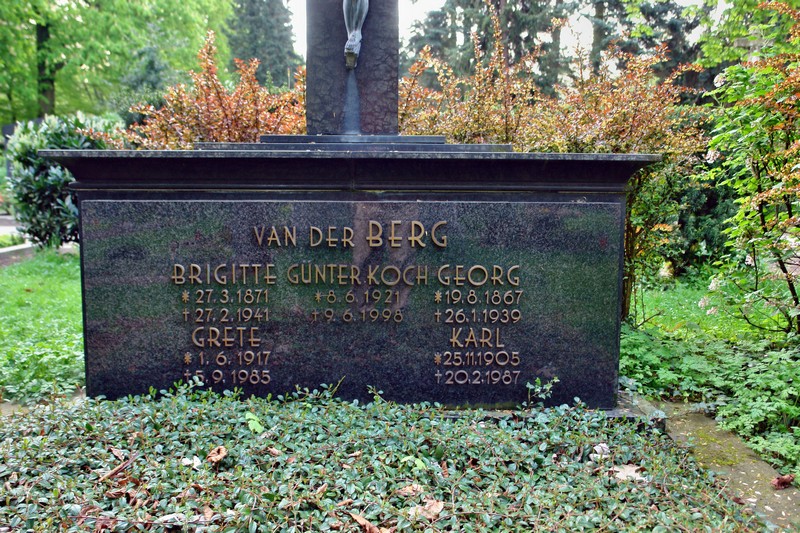 VAN DER BERG
BRIGITTE GÜNTER KOCH GEORG
* 27. 3. 1871 * 8. 6. 1921 * 19. 8. 1867
† 27. 2. 1941 † 9. 6. 1998 † 26. 1. 1939
GRETE KARL
* 1. 6. 1917 * 25. 11. 1905
† 5. 9. 1985 † 20. 2. 1987